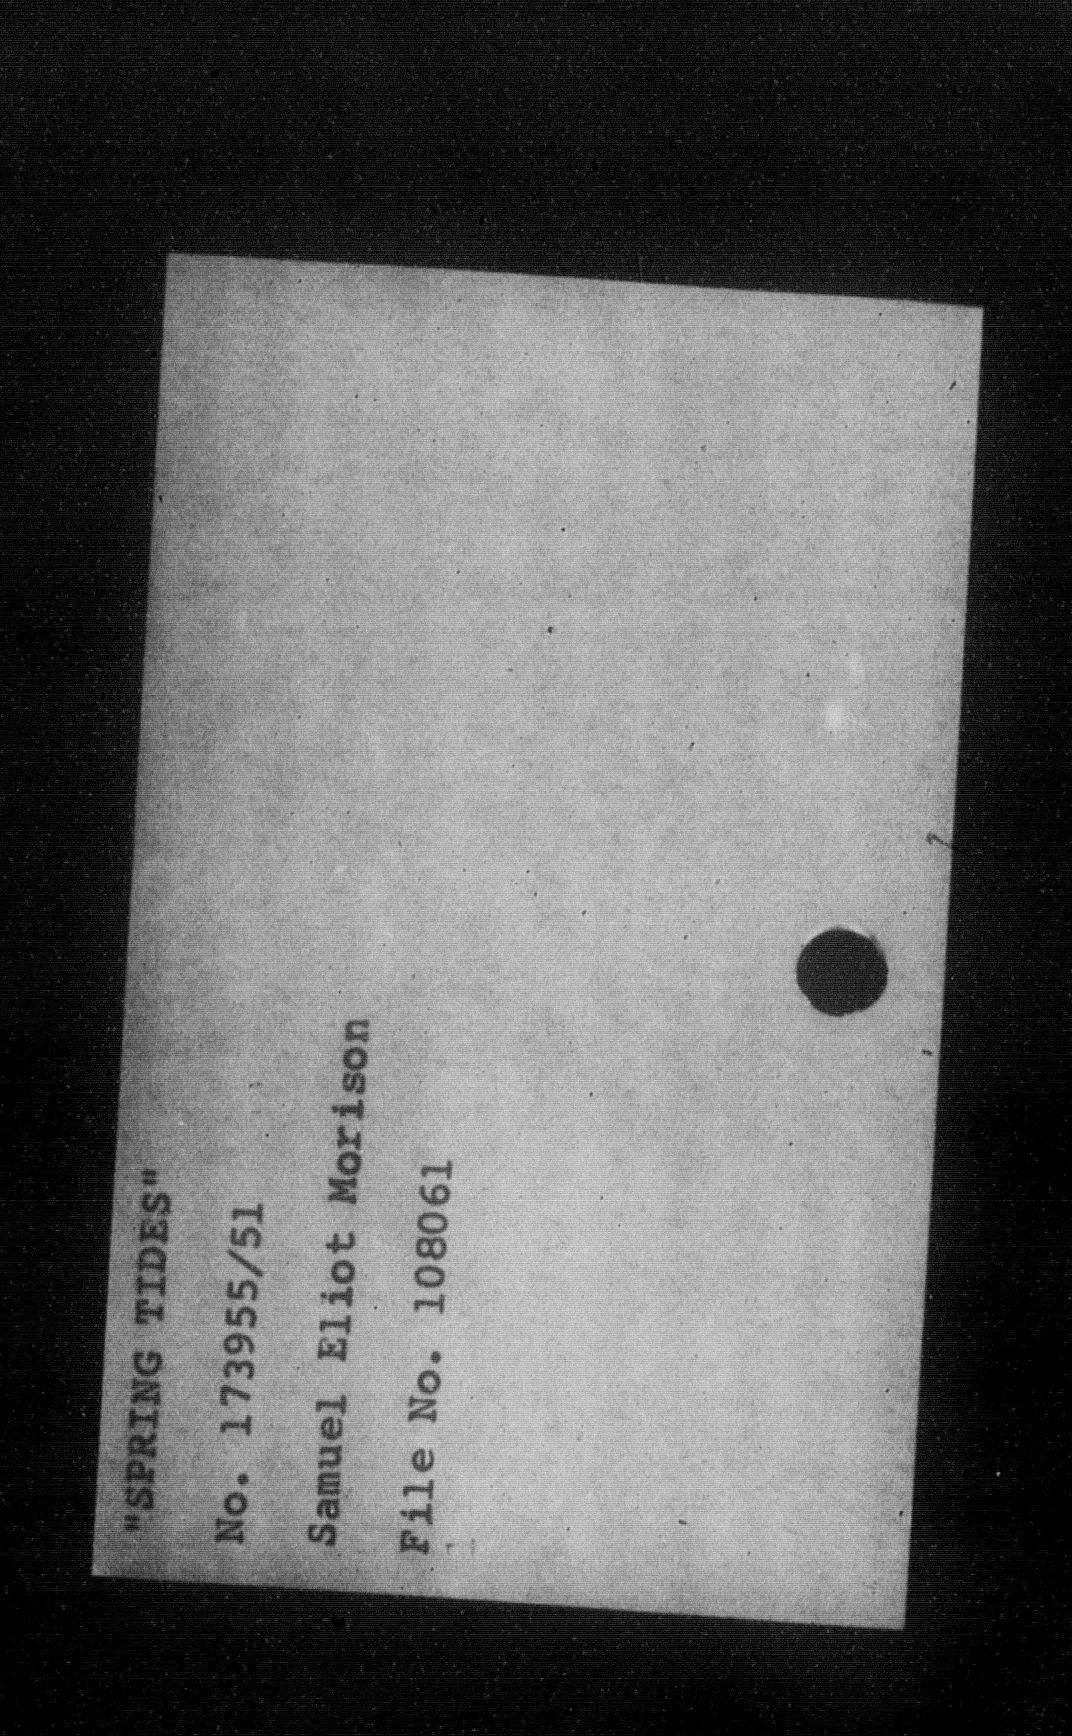 "SPRING TIDES"
No. 173955/51
Samuel Eliot Morison
File No. 108061